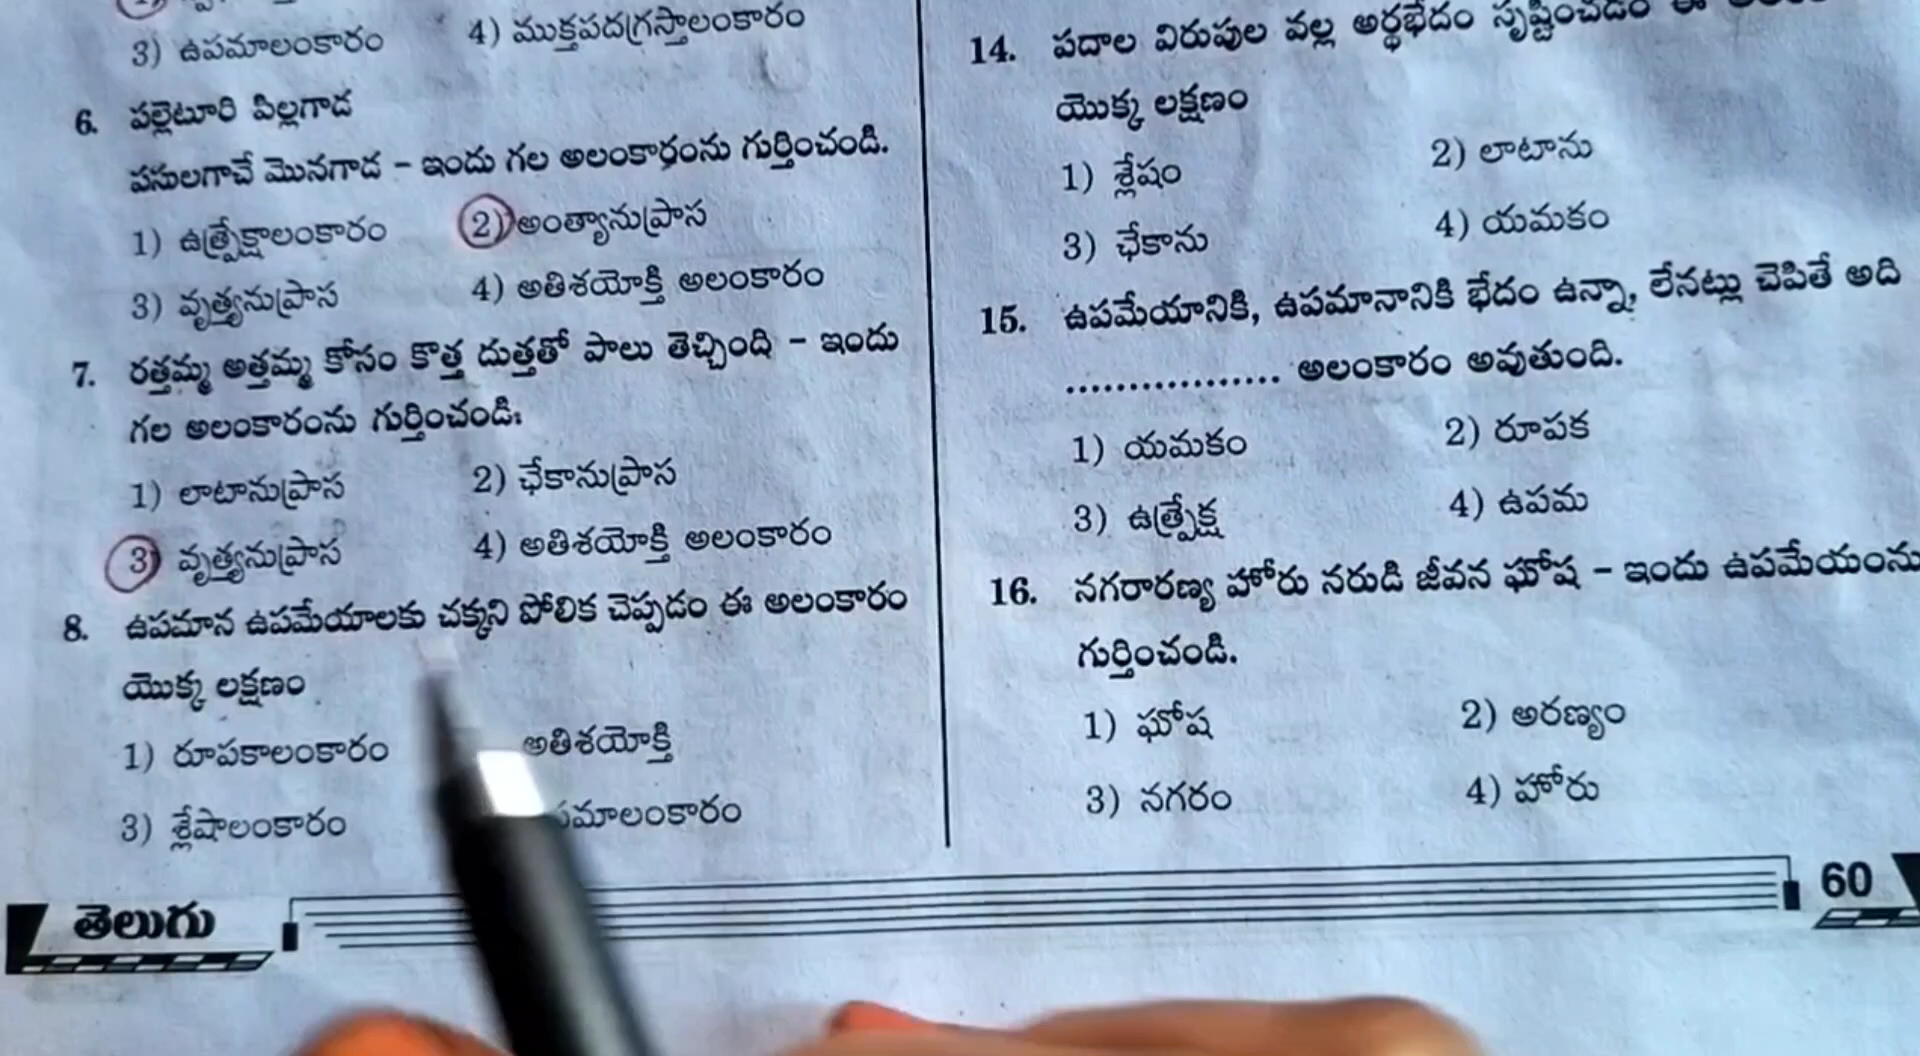 3) ఉపమాలంకారం 4) ముక్తపదగ్రస్తాలంకారం
6. పల్లెటూరి పిల్లగాడ
పసులగాచే మొనగాడ – ఇందు గల అలంకారంను గుర్తించండి.
1) ఉత్ప్రేక్షాలంకారం 2) అంత్యానుప్రాస
3) వృత్త్యనుప్రాస 4) అతిశయోక్తి అలంకారం
7. రత్తమ్మ అత్తమ్మ కోసం కొత్త దుత్తతో పాలు తెచ్చింది – ఇందు
గల అలంకారంను గుర్తించండి:
1) లాటానుప్రాస 2) ఛేకానుప్రాస
3) వృత్త్యనుప్రాస 4) అతిశయోక్తి అలంకారం
8. ఉపమాన ఉపమేయాలకు చక్కని పోలిక చెప్పడం ఈ అలంకారం
యొక్క లక్షణం
1) రూపకాలంకారం అతిశయోక్తి
3) శ్లేషాలంకారం
14. పదాల విరుపుల వల్ల అర్థభేదం సృష్టించడం ఈ
యొక్క లక్షణం
1) శ్లేషం 2) లాటాను
3) ఛేకాను 4) యమకం
15. ఉపమేయానికి, ఉపమానానికి భేదం ఉన్నా, లేనట్లు చెపితే అది
................. అలంకారం అవుతుంది.
1) యమకం 2) రూపక
3) ఉత్ప్రేక్ష 4) ఉపమ
16. నగరారణ్య హోరు నరుడి జీవన ఘోష – ఇందు ఉపమేయంను
గుర్తించండి.
1) ఘోష 2) అరణ్యం
3) నగరం 4) హోరు
తెలుగు 60